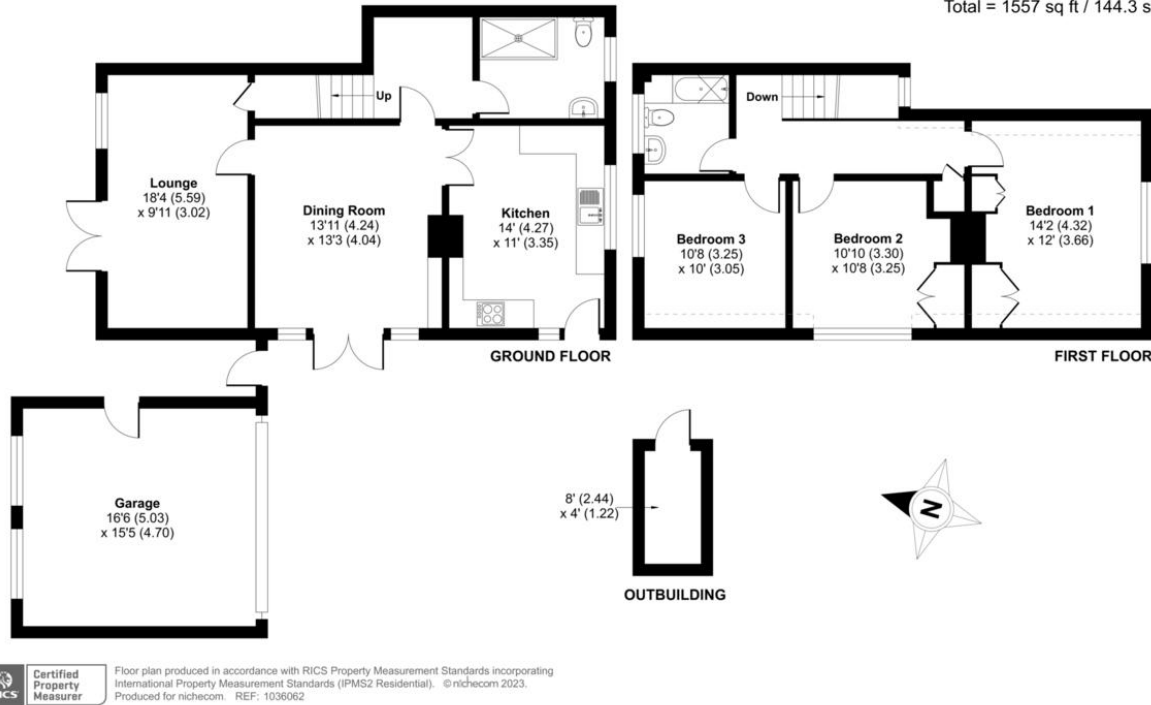 Total = 1557 sq ft / 144.3 s
Up
Down
Lounge
18'4 (5.59)
x 9'11 (3.02)
Dining Room
13'11 (4.24)
x 13'3 (4.04)
Kitchen
14' (4.27)
x 11' (3.35)
Bedroom 3
10'8 (3.25)
x 10' (3.05)
Bedroom 2
10'10 (3.30)
x 10'8 (3.25)
Bedroom 1
14'2 (4.32)
x 12' (3.66)
GROUND FLOOR
FIRST FLOOR
Garage
16'6 (5.03)
x 15'5 (4.70)
8' (2.44)
x 4' (1.22)
N
OUTBUILDING
ICS
Certified
Property
Measurer
Floor plan produced in accordance with RICS Property Measurement Standards incorporating
International Property Measurement Standards (IPMS2 Residential). © nichecom 2023.
Produced for nichecom. REF: 1036062